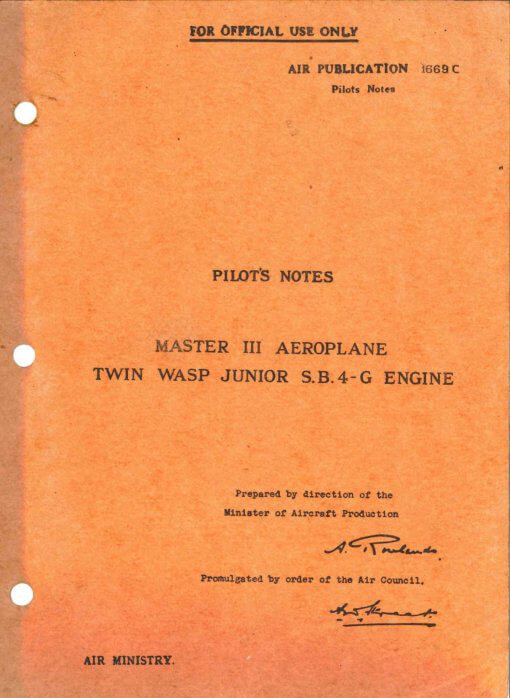 FOR OFFICIAL USE ONLY
AIR PUBLICATION 1669C
Pilots Notes
PILOT'S NOTES
MASTER III AEROPLANE
TWIN WASP JUNIOR S.B.4-G ENGINE
Prepared by direction of the
Minister of Aircraft Production
A. Rowlands.
Promulgated by order of the Air Council.
AIR MINISTRY.